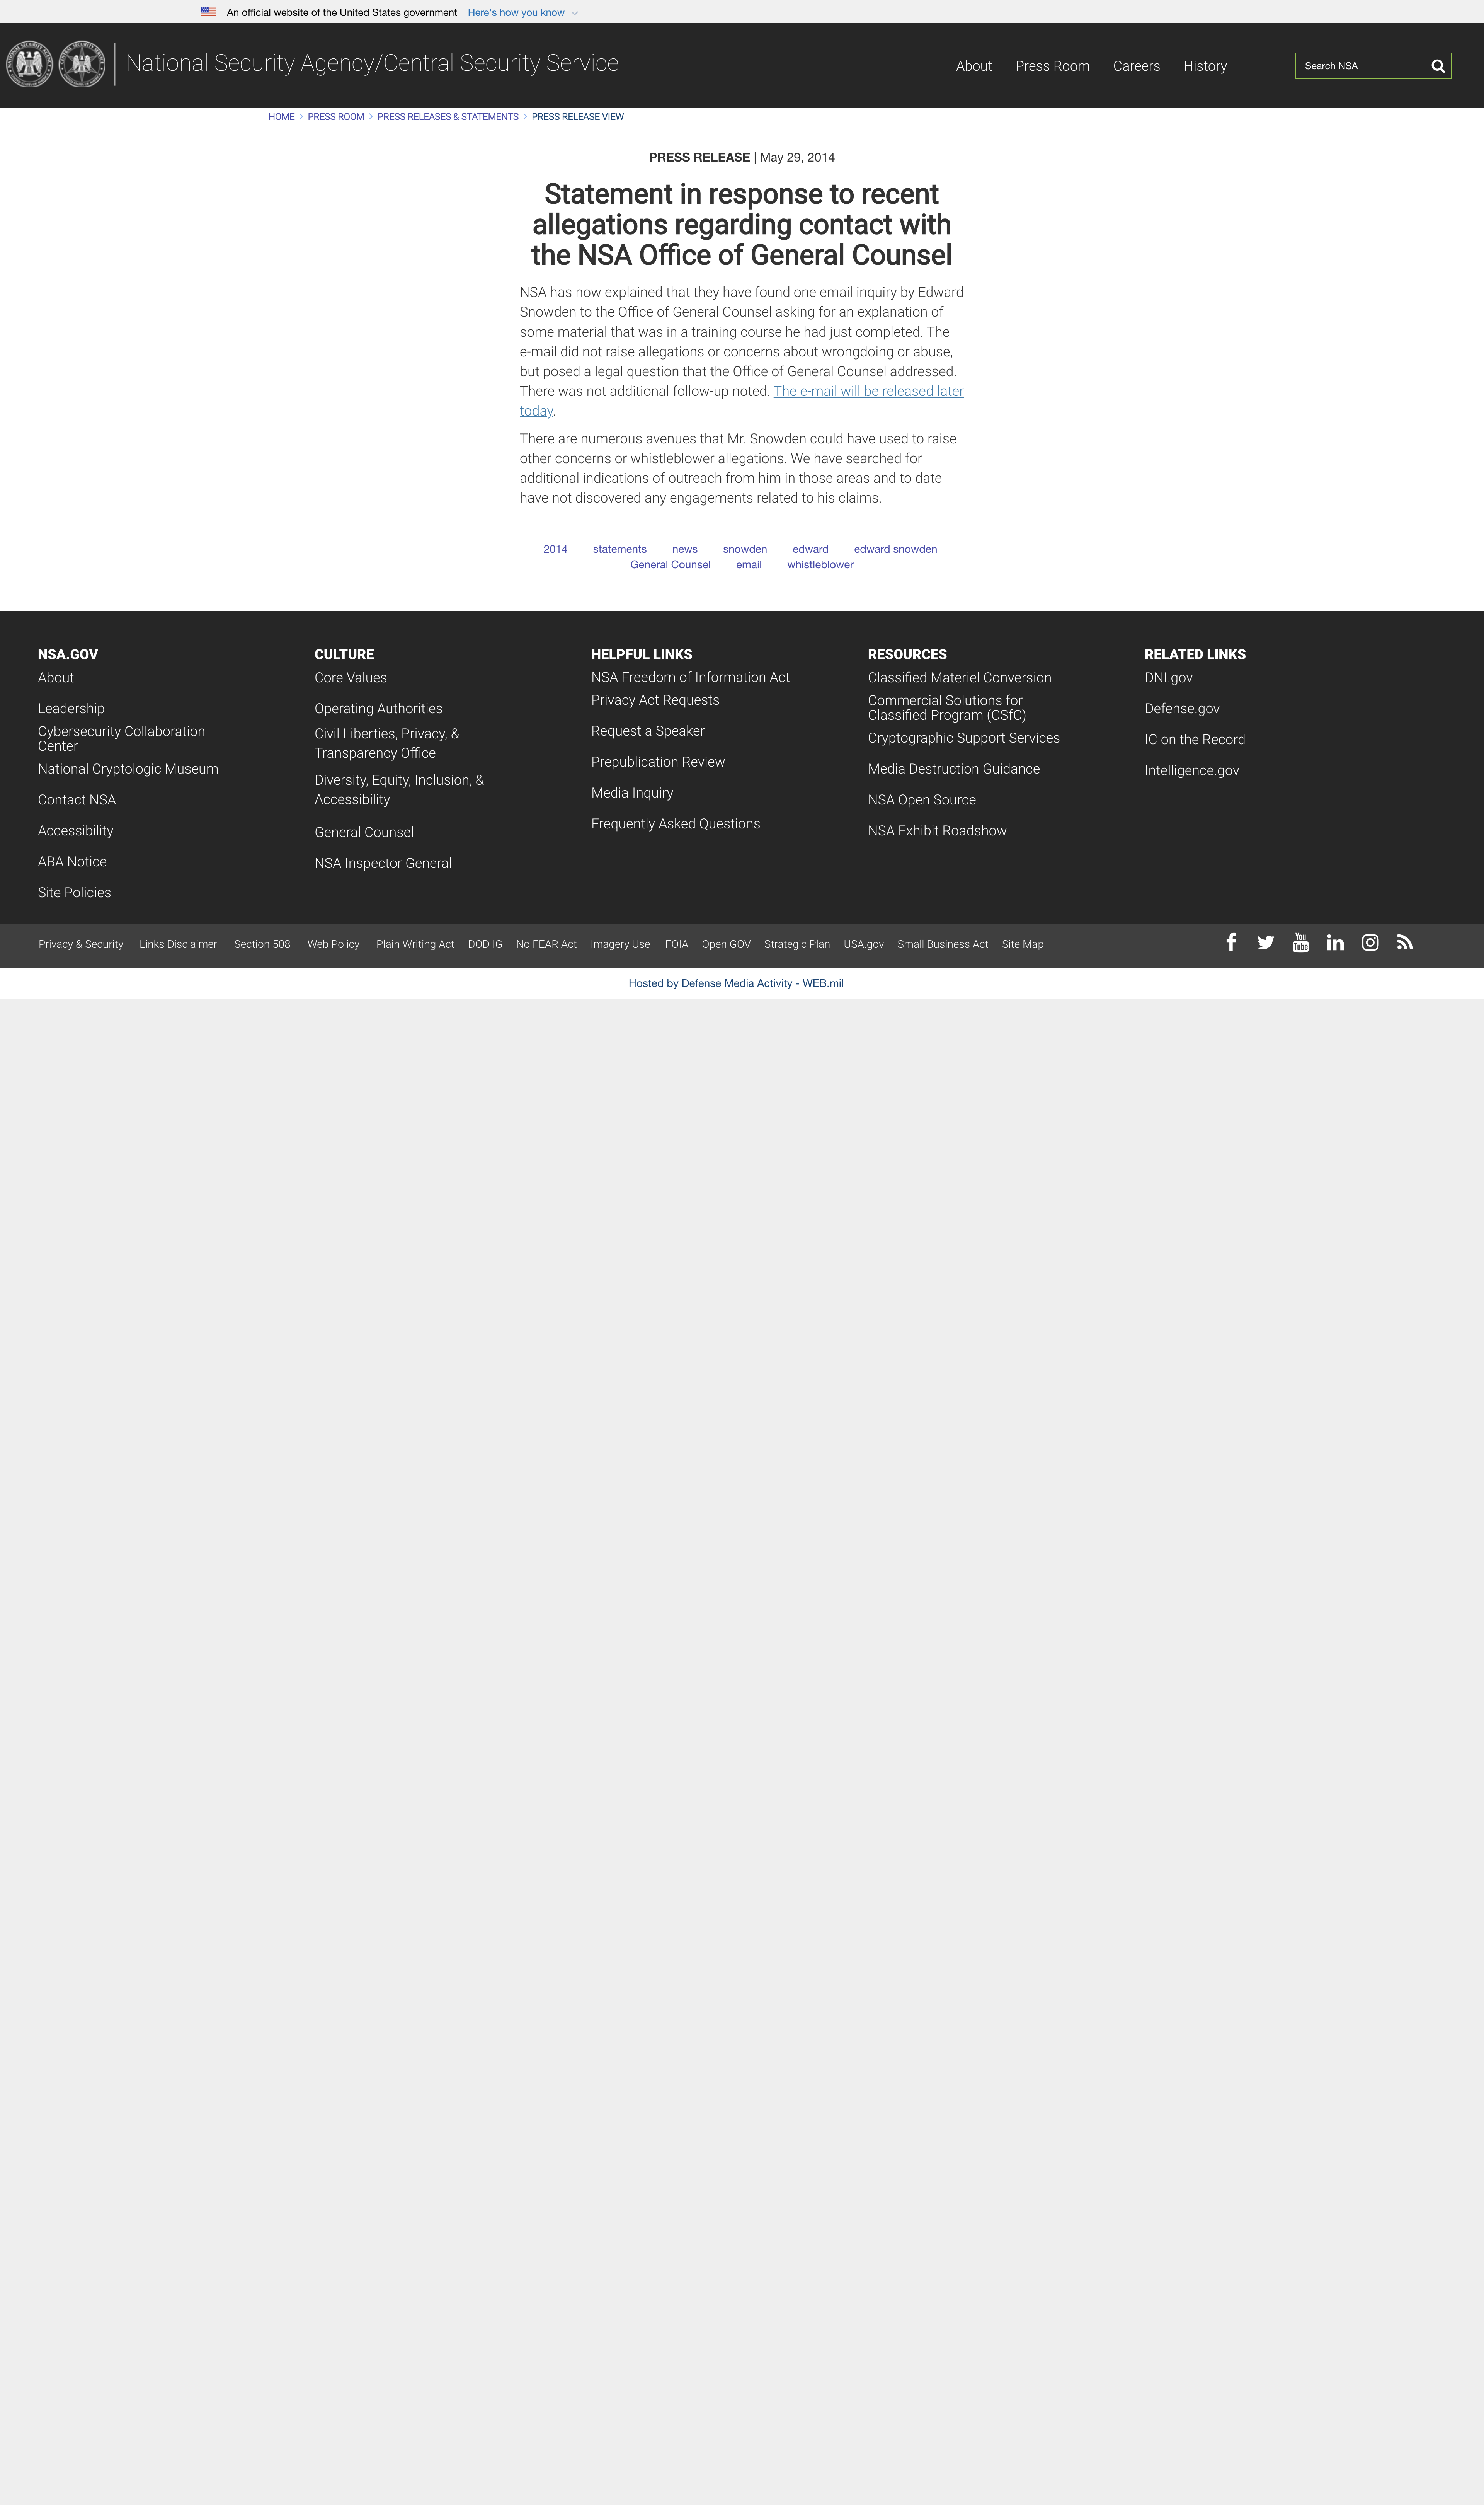 An official website of the United States government Here's how you know
National Security Agency/Central Security Service
About Press Room Careers History
Search NSA
HOME PRESS ROOM PRESS RELEASES & STATEMENTS PRESS RELEASE VIEW
PRESS RELEASE | May 29, 2014
Statement in response to recent
allegations regarding contact with
the NSA Office of General Counsel
NSA has now explained that they have found one email inquiry by Edward
Snowden to the Office of General Counsel asking for an explanation of
some material that was in a training course he had just completed. The
e-mail did not raise allegations or concerns about wrongdoing or abuse,
but posed a legal question that the Office of General Counsel addressed.
There was not additional follow-up noted. The e-mail will be released later
today.
There are numerous avenues that Mr. Snowden could have used to raise
other concerns or whistleblower allegations. We have searched for
additional indications of outreach from him in those areas and to date
have not discovered any engagements related to his claims.
2014 statements news snowden edward edward snowden
General Counsel email whistleblower
NSA.GOV
About
Leadership
Cybersecurity Collaboration
Center
National Cryptologic Museum
Contact NSA
Accessibility
ABA Notice
Site Policies
CULTURE
Core Values
Operating Authorities
Civil Liberties, Privacy, &
Transparency Office
Diversity, Equity, Inclusion, &
Accessibility
General Counsel
NSA Inspector General
HELPFUL LINKS
NSA Freedom of Information Act
Privacy Act Requests
Request a Speaker
Prepublication Review
Media Inquiry
Frequently Asked Questions
RESOURCES
Classified Materiel Conversion
Commercial Solutions for
Classified Program (CSfC)
Cryptographic Support Services
Media Destruction Guidance
NSA Open Source
NSA Exhibit Roadshow
RELATED LINKS
DNI.gov
Defense.gov
IC on the Record
Intelligence.gov
Privacy & Security Links Disclaimer Section 508 Web Policy Plain Writing Act DOD IG No FEAR Act Imagery Use FOIA Open GOV Strategic Plan USA.gov Small Business Act Site Map
You
Tube
Hosted by Defense Media Activity - WEB.mil